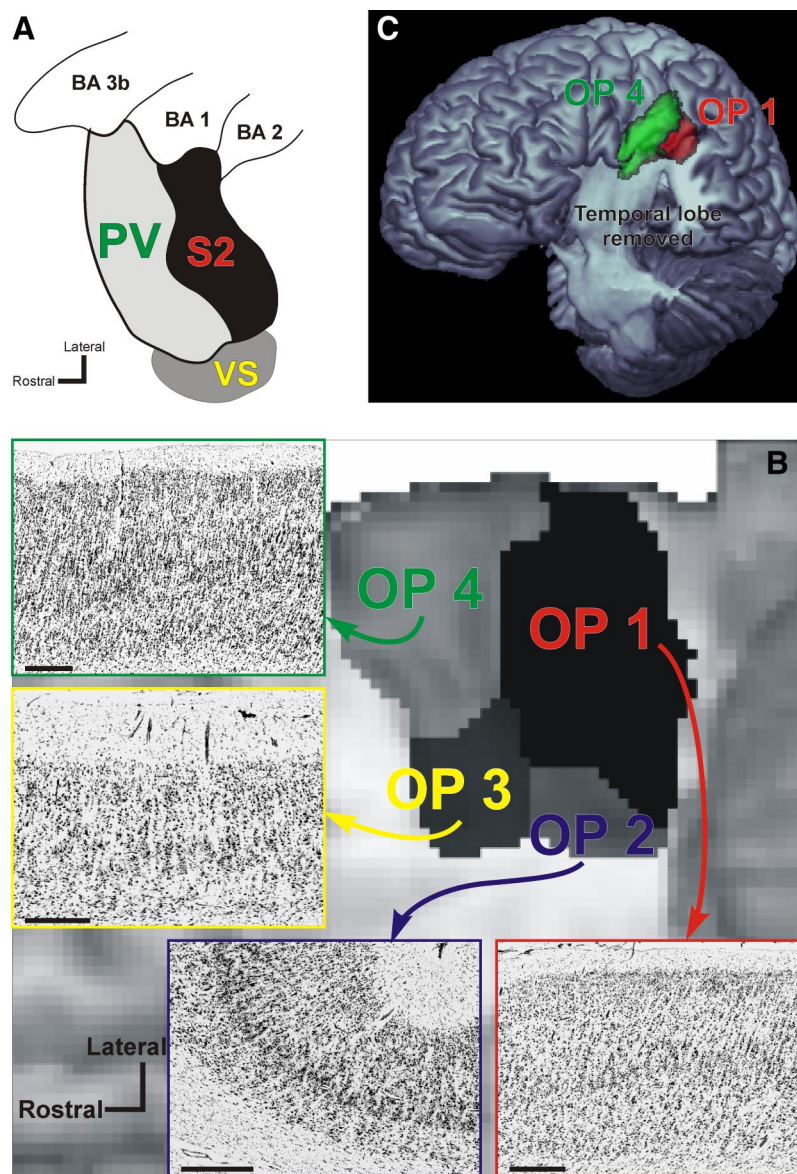 A
BA 3b
BA 1
BA 2
PV
S2
VS
Lateral
Rostral
C
OP 4
OP 1
Temporal lobe
removed
B
OP 4
OP 1
OP 3
OP 2
Lateral
Rostral